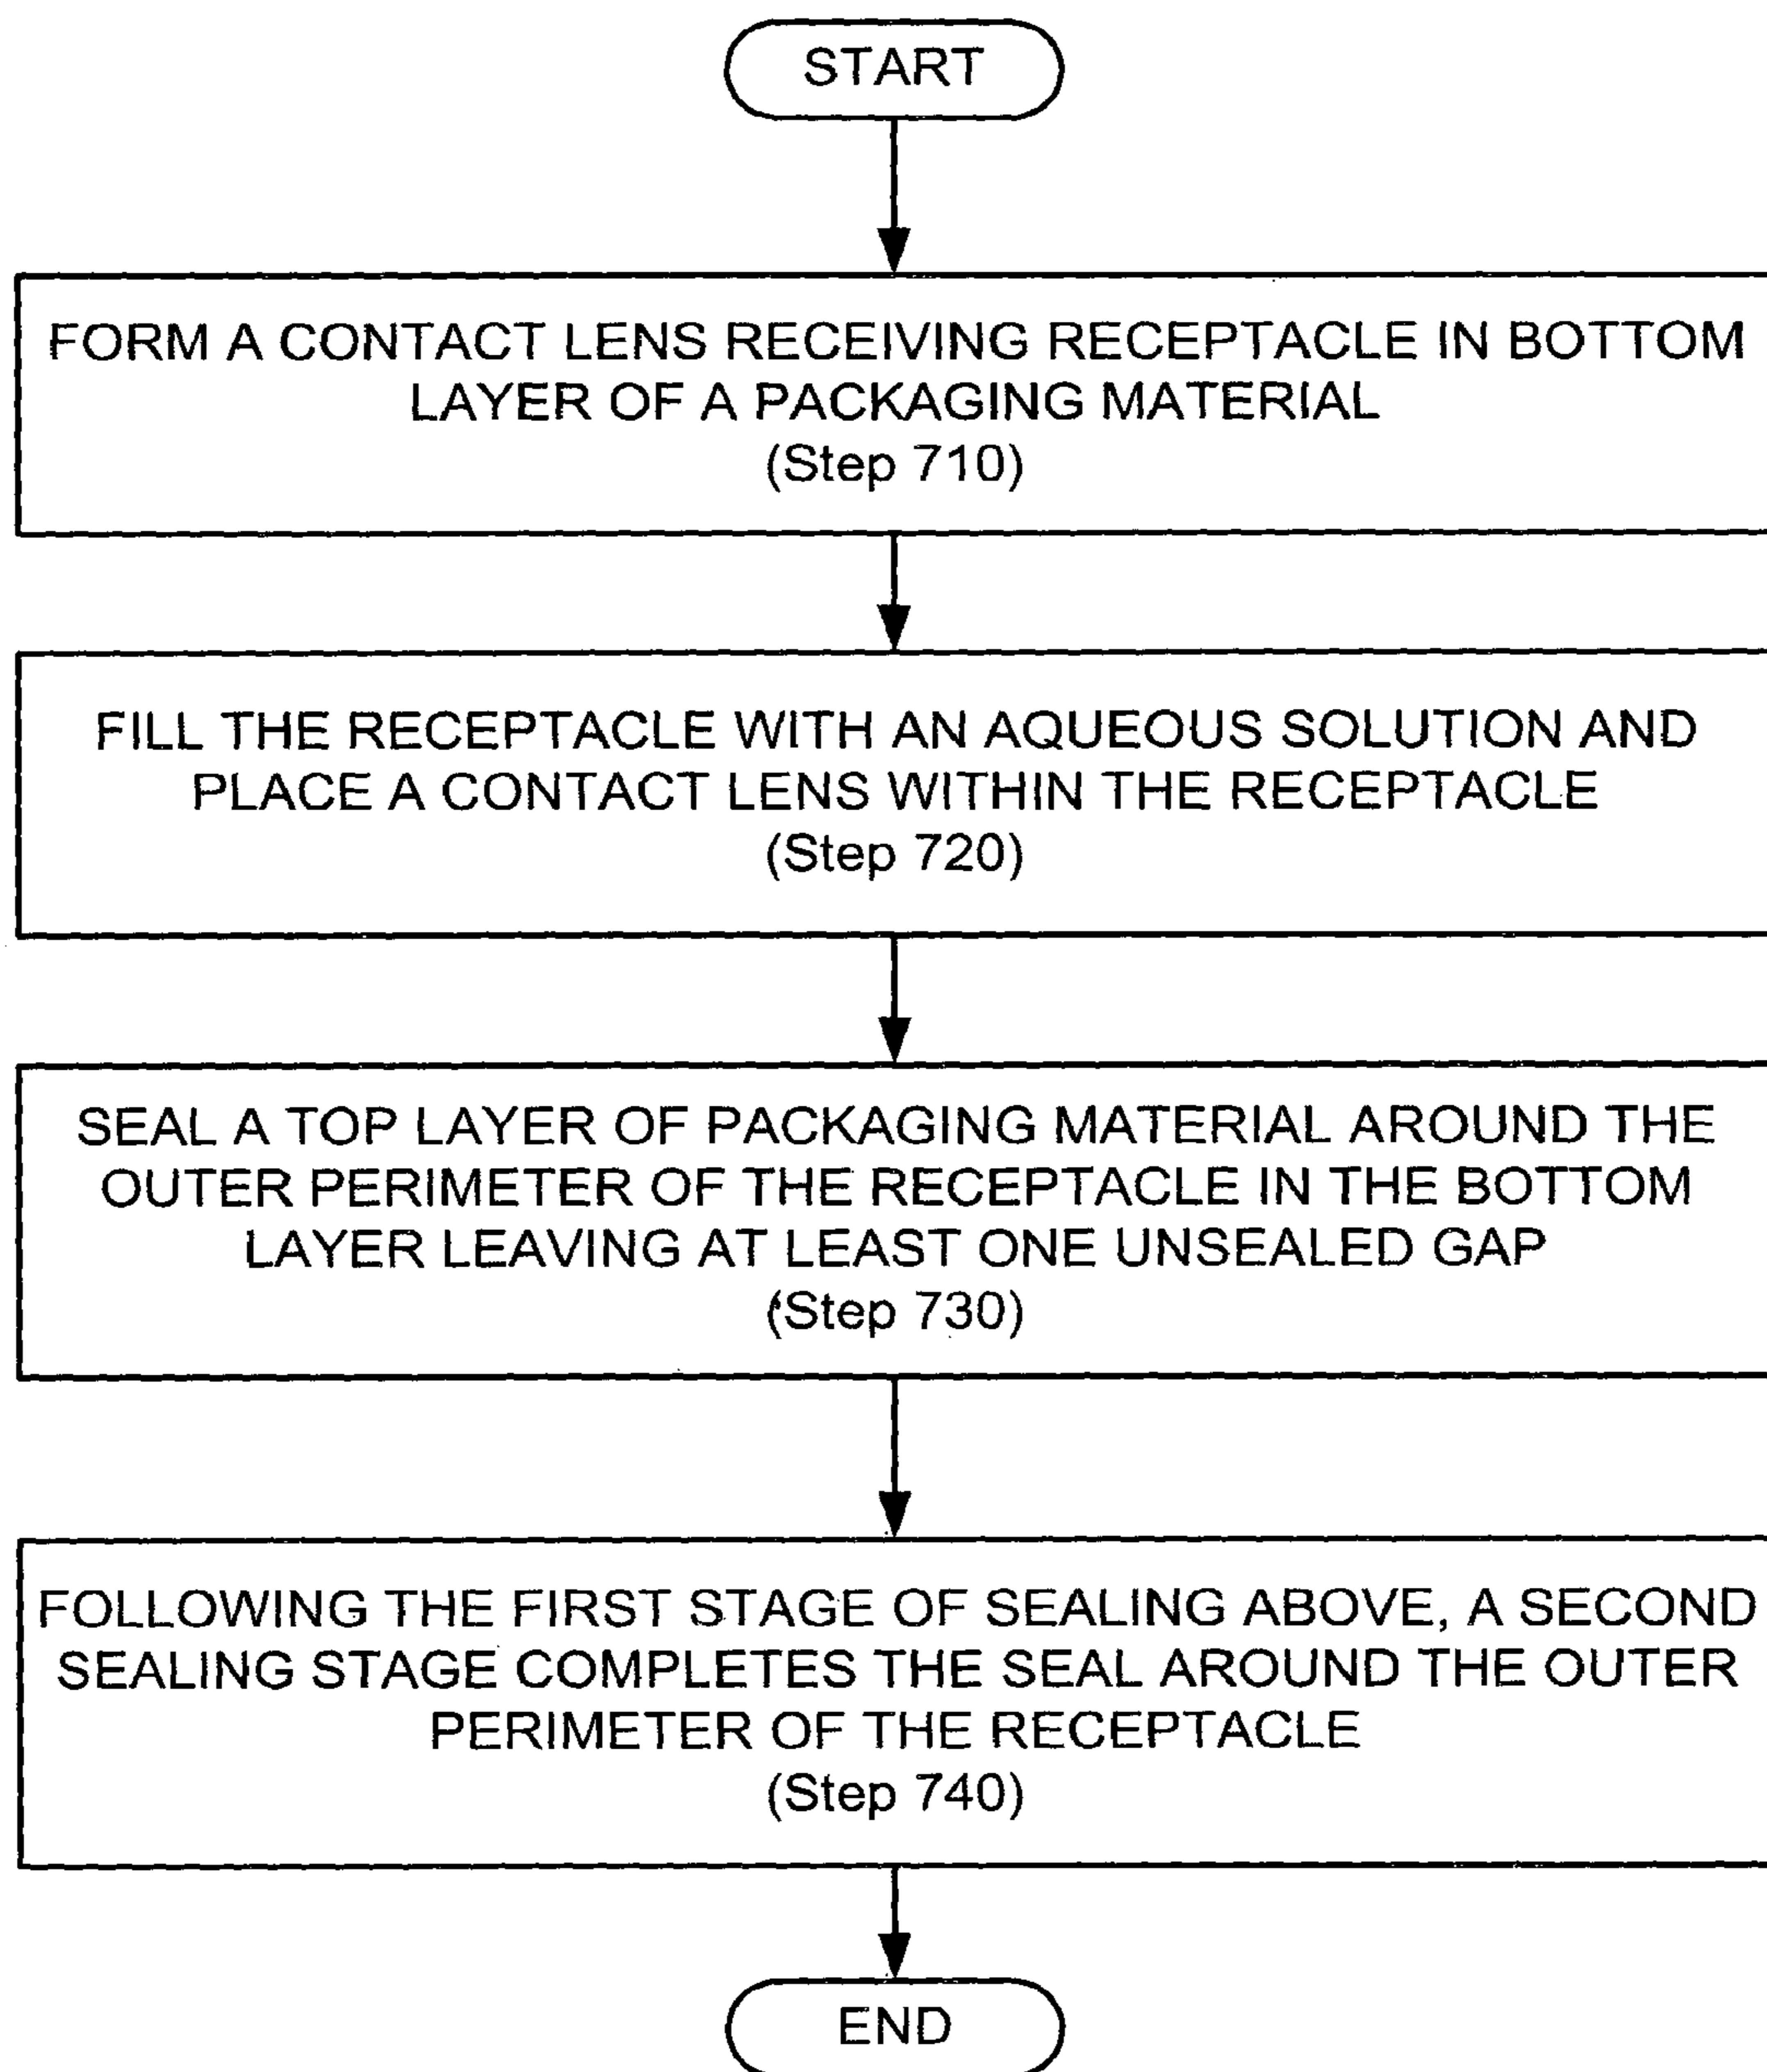 START
FORM A CONTACT LENS RECEIVING RECEPTACLE IN BOTTOM
LAYER OF A PACKAGING MATERIAL
(Step 710)
FILL THE RECEPTACLE WITH AN AQUEOUS SOLUTION AND
PLACE A CONTACT LENS WITHIN THE RECEPTACLE
(Step 720)
SEAL A TOP LAYER OF PACKAGING MATERIAL AROUND THE
OUTER PERIMETER OF THE RECEPTACLE IN THE BOTTOM
LAYER LEAVING AT LEAST ONE UNSEALED GAP
(Step 730)
FOLLOWING THE FIRST STAGE OF SEALING ABOVE, A SECOND
SEALING STAGE COMPLETES THE SEAL AROUND THE OUTER
PERIMETER OF THE RECEPTACLE
(Step 740)
END